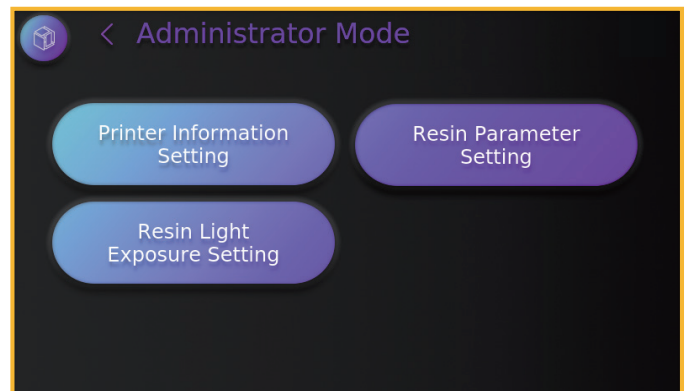 Administrator Mode
Printer Information
Setting
Resin Parameter
Setting
Resin Light
Exposure Setting